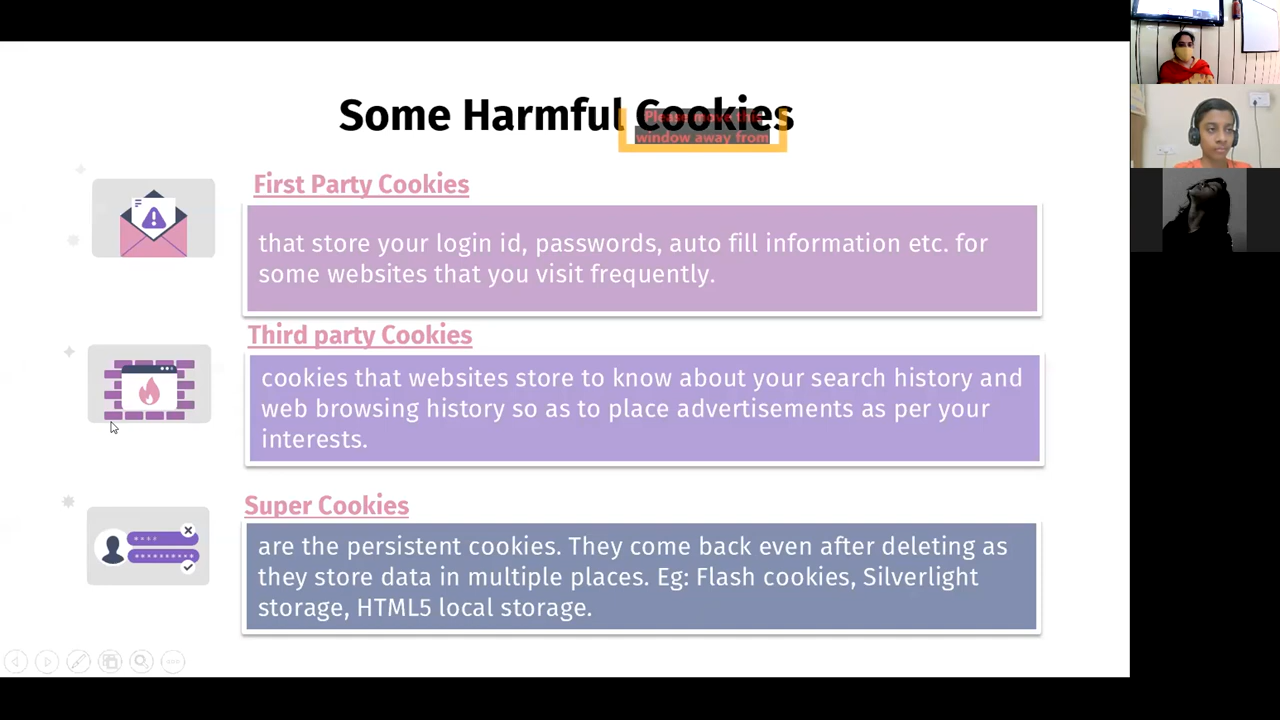 Some Harmful Cookies
Please move this
window away from
First Party Cookies
that store your login id, passwords, auto fill information etc. for
some websites that you visit frequently.
Third party Cookies
cookies that websites store to know about your search history and
web browsing history so as to place advertisements as per your
interests.
Super Cookies
are the persistent cookies. They come back even after deleting as
they store data in multiple places. Eg: Flash cookies, Silverlight
storage, HTML5 local storage.